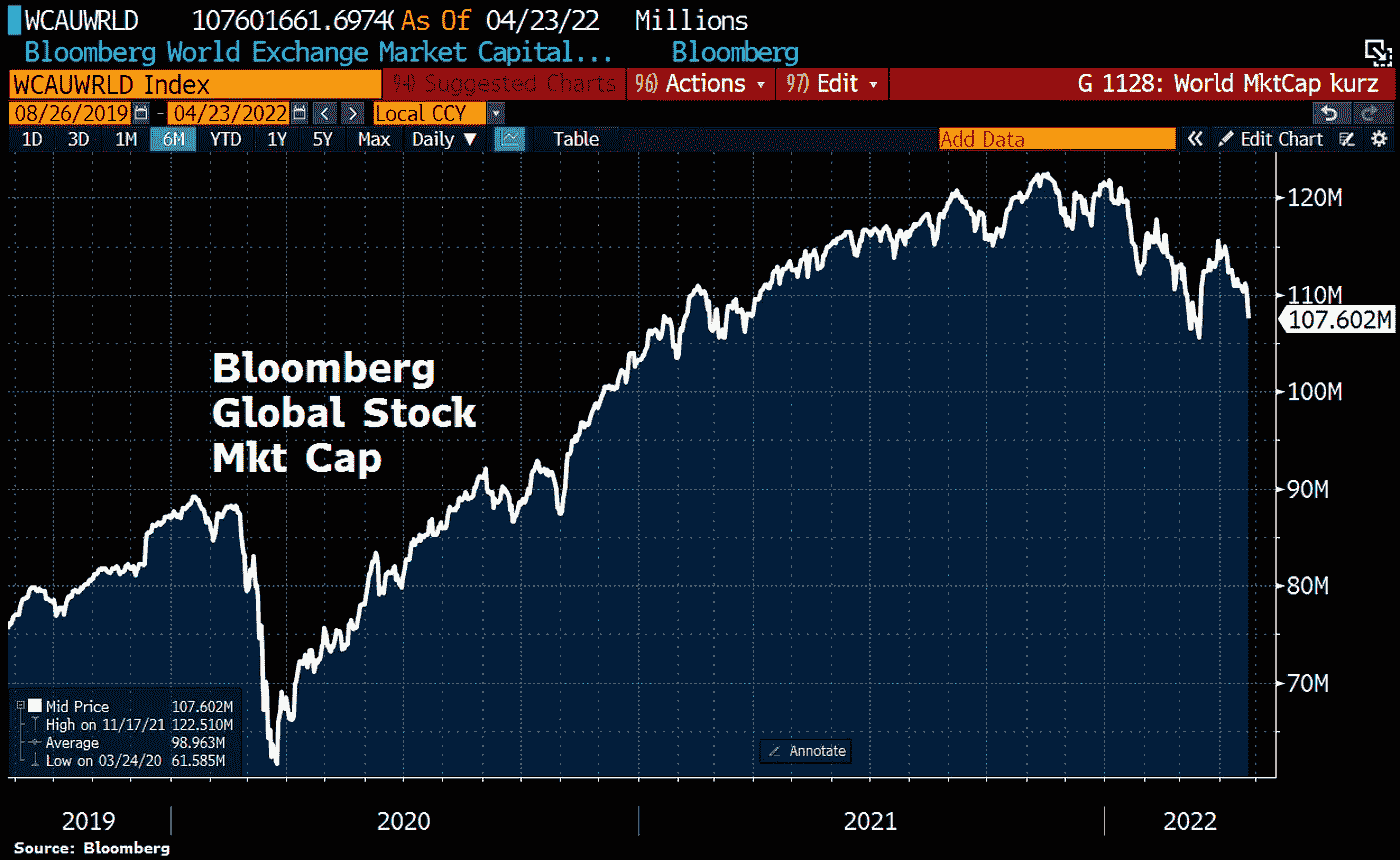 WCAUWRLD 107601661.6974( As Of 04/23/22 Millions
Bloomberg World Exchange Market Capital... Bloomberg
WCAUWRLD Index 94) Suggested Charts 96) Actions 97) Edit G 1128: World MktCap kurz
08/26/2019 - 04/23/2022 Local CCY
1D 3D 1M 6M YTD 1Y 5Y Max Daily ▼ Table Add Data « Edit Chart
120M
110M
107.602M
100M
90M
80M
70M
Bloomberg
Global Stock
Mkt Cap
Mid Price 107.602M
High on 11/17/21 122.510M
Average 98.963M
Low on 03/24/20 61.585M
Annotate
2019 2020 2021 2022
Source: Bloomberg